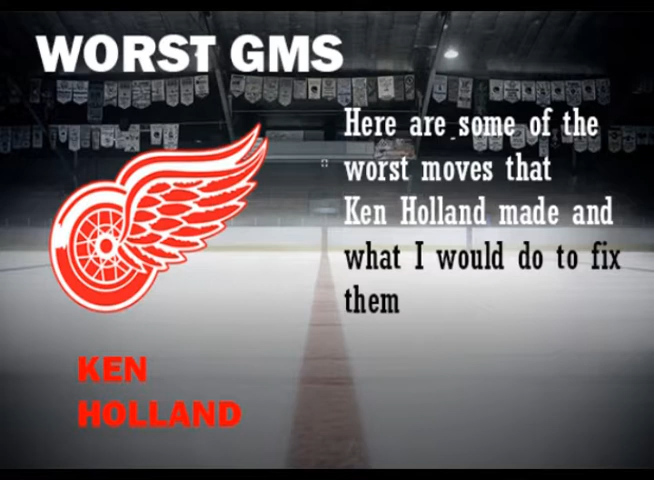 WORST GMS
Here are some of the
worst moves that
Ken Holland made and
what I would do to fix
them
KEN
HOLLAND